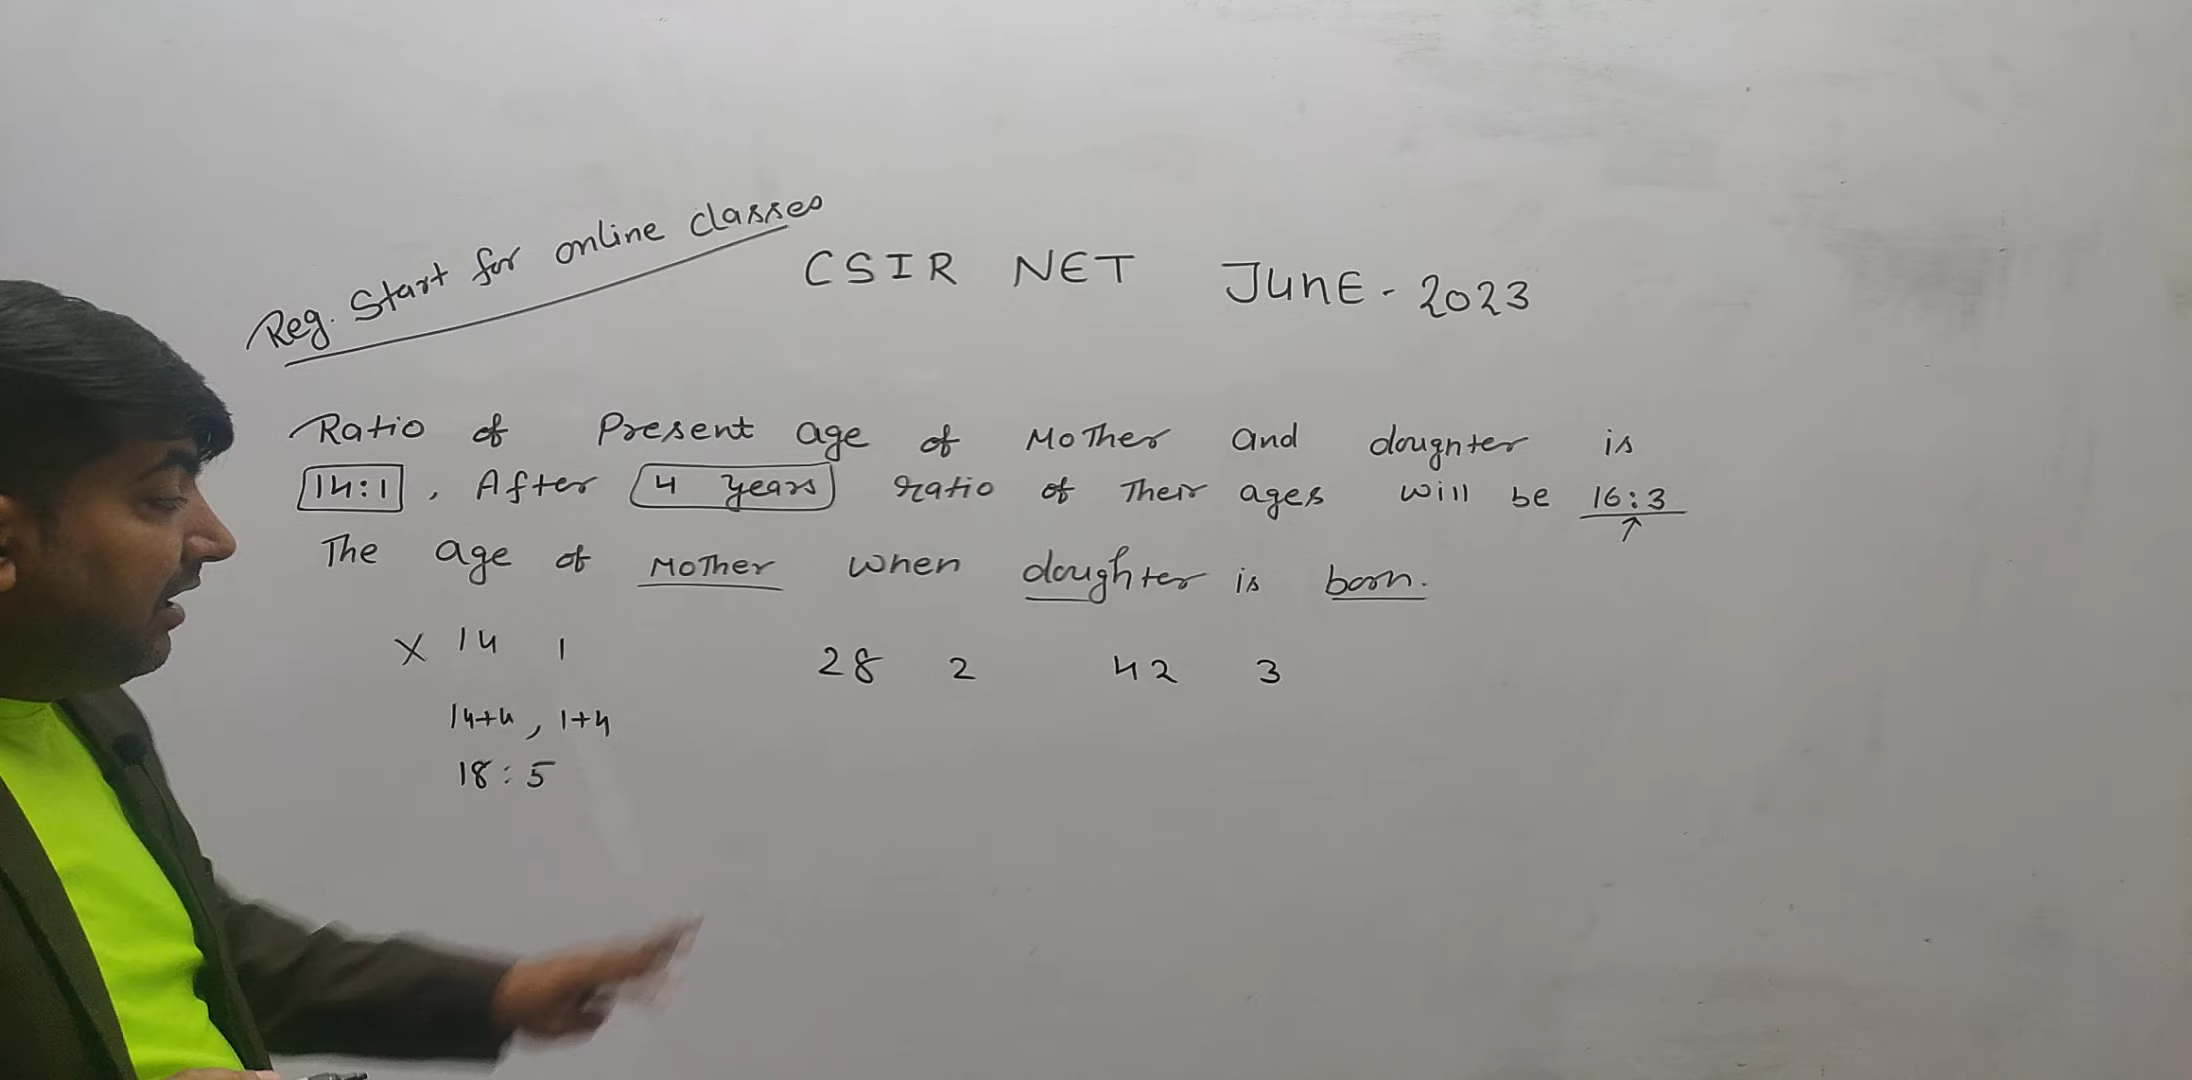 Reg. Start for online classes
CSIR NET JUNE - 2023
Ratio of Present age of Mother and doughter is
14:1, After 4 years ratio of Their ages will be 16:3
The age of Mother when doughter is born.
X 14 1 28 2 42 3
14+4, 1+4
18:5